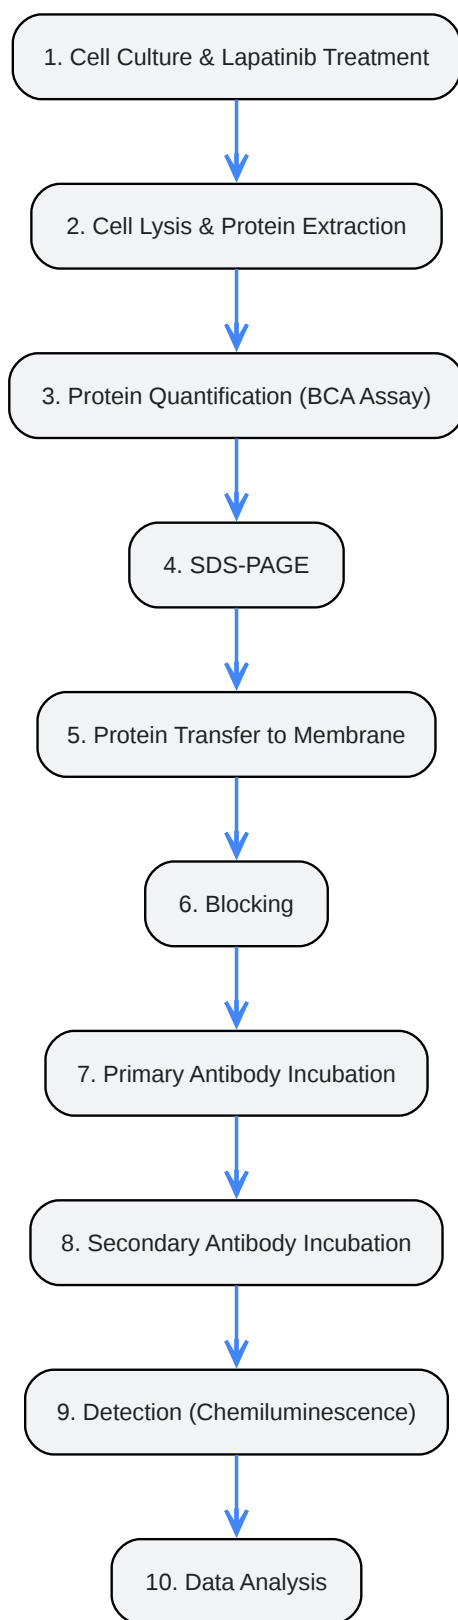 1. Cell Culture & Lapatinib Treatment
2. Cell Lysis & Protein Extraction
3. Protein Quantification (BCA Assay)
4. SDS-PAGE
5. Protein Transfer to Membrane
6. Blocking
7. Primary Antibody Incubation
8. Secondary Antibody Incubation
9. Detection (Chemiluminescence)
10. Data Analysis